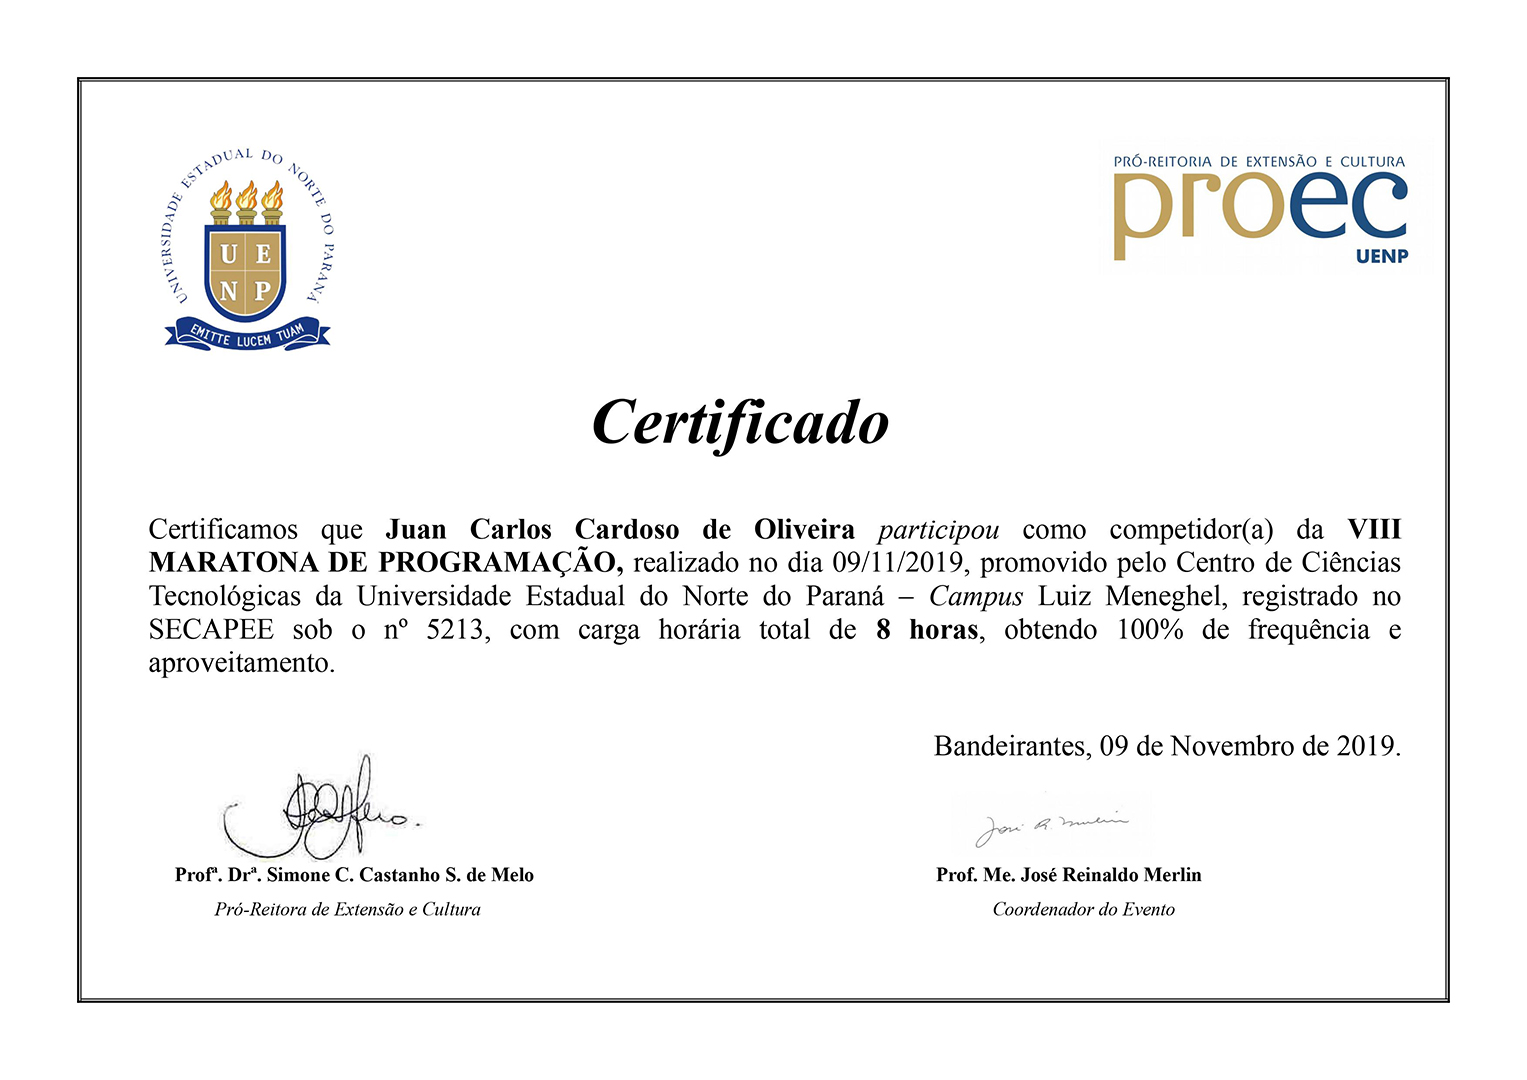 UNIVERSIDADE ESTADUAL DO NORTE DO PARANÁ
U E
N P
EMITTE LUCEM TUAM
PRÓ-REITORIA DE EXTENSÃO E CULTURA
proec
UENP
Certificado
Certificamos que Juan Carlos Cardoso de Oliveira participou como competidor(a) da VIII
MARATONA DE PROGRAMAÇÃO, realizado no dia 09/11/2019, promovido pelo Centro de Ciências
Tecnológicas da Universidade Estadual do Norte do Paraná – Campus Luiz Meneghel, registrado no
SECAPEE sob o nº 5213, com carga horária total de 8 horas, obtendo 100% de frequência e
aproveitamento.
Bandeirantes, 09 de Novembro de 2019.
José R. Merlin
Profª. Drª. Simone C. Castanho S. de Melo
Pró-Reitora de Extensão e Cultura
Prof. Me. José Reinaldo Merlin
Coordenador do Evento